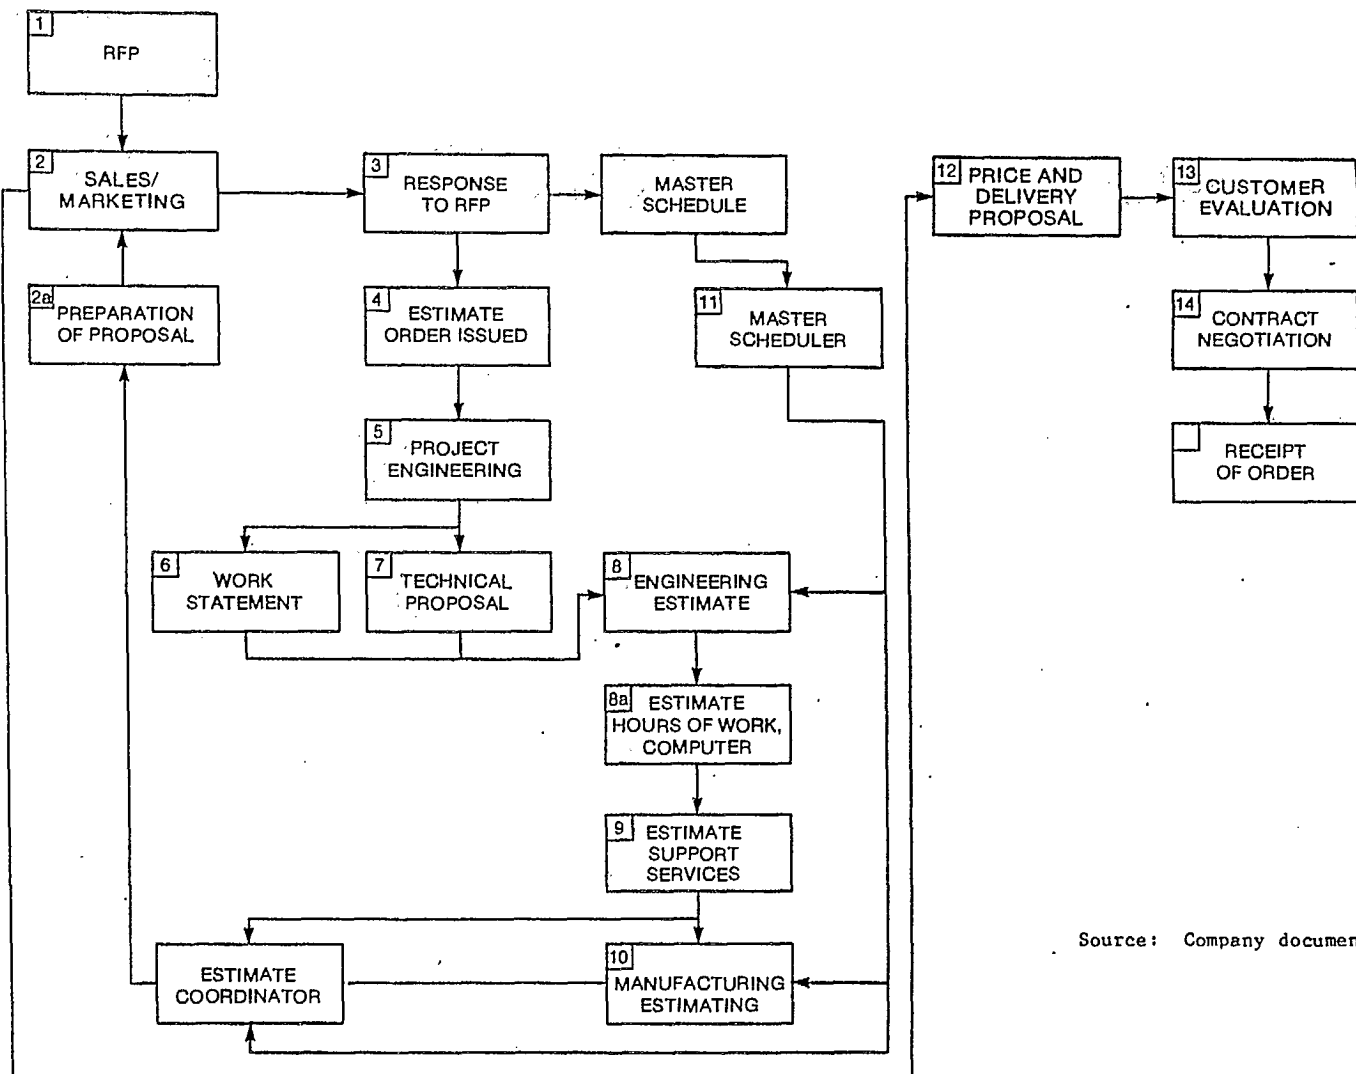 1
RFP
2
SALES/
MARKETING
3
RESPONSE
TO RFP
MASTER
SCHEDULE
12
PRICE AND
DELIVERY
PROPOSAL
13
CUSTOMER
EVALUATION
2a
PREPARATION
OF PROPOSAL
4
ESTIMATE
ORDER ISSUED
11
MASTER
SCHEDULER
14
CONTRACT
NEGOTIATION
5
PROJECT
ENGINEERING
RECEIPT
OF ORDER
6
WORK
STATEMENT
7
TECHNICAL
PROPOSAL
8
ENGINEERING
ESTIMATE
8a
ESTIMATE
HOURS OF WORK,
COMPUTER
9
ESTIMATE
SUPPORT
SERVICES
ESTIMATE
COORDINATOR
10
MANUFACTURING
ESTIMATING
Source: Company documen